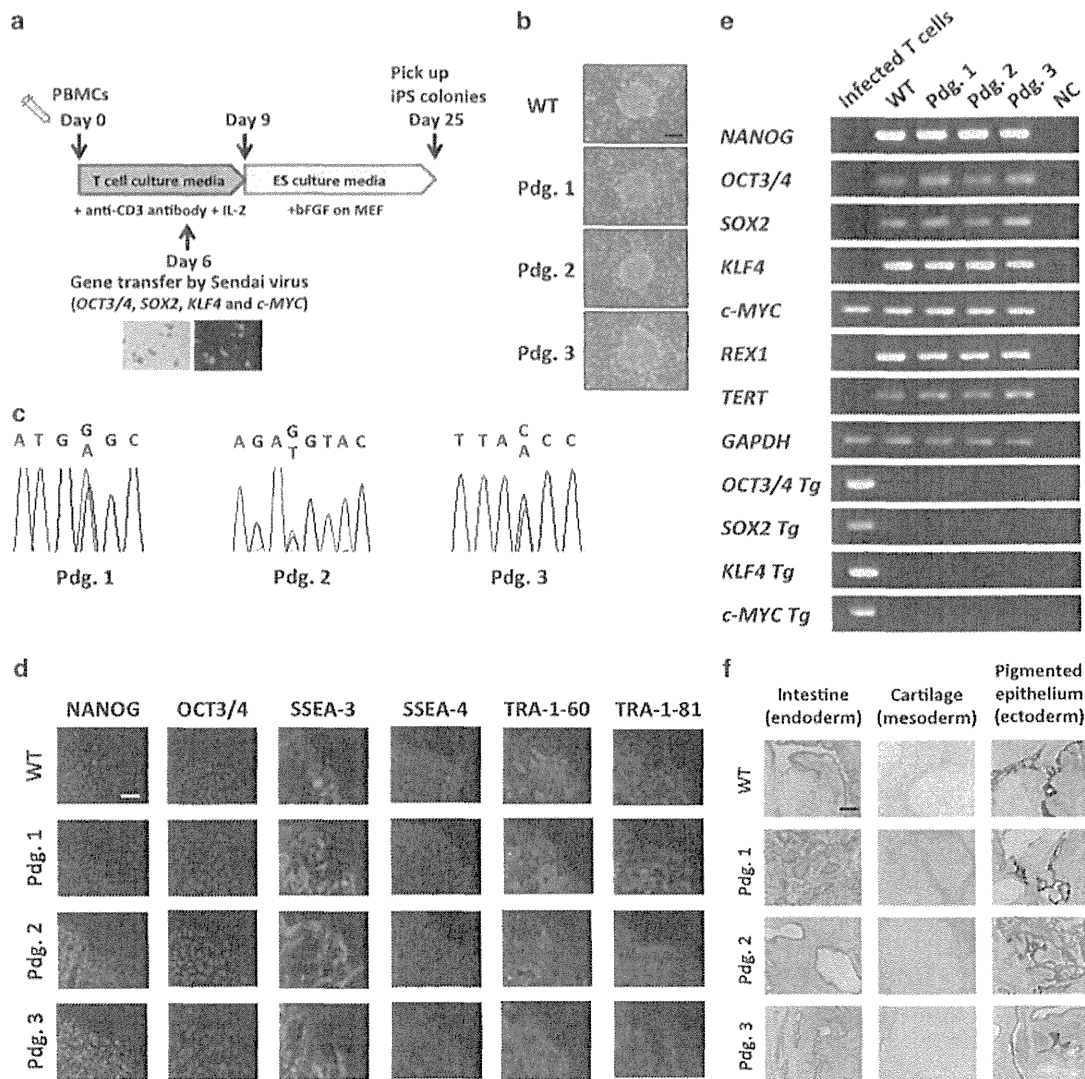 a
PBMCs
Day 0
Day 9
Pick up
iPS colonies
Day 25
T cell culture media
ES culture media
+ anti-CD3 antibody + IL-2
+bFGF on MEF
Day 6
Gene transfer by Sendai virus
(OCT3/4, SOX2, KLF4 and c-MYC)
b
WT
Pdg. 1
Pdg. 2
Pdg. 3
c
A T G G A G C
Pdg. 1
A G A G T G T A C
Pdg. 2
T T A C A C C
Pdg. 3
d
NANOG OCT3/4 SSEA-3 SSEA-4 TRA-1-60 TRA-1-81
WT
Pdg. 1
Pdg. 2
Pdg. 3
e
Infected T cells WT Pdg. 1 Pdg. 2 Pdg. 3 NC
NANOG
OCT3/4
SOX2
KLF4
c-MYC
REX1
TERT
GAPDH
OCT3/4 Tg
SOX2 Tg
KLF4 Tg
c-MYC Tg
f
Intestine
(endoderm)
Cartilage
(mesoderm)
Pigmented
epithelium
(ectoderm)
WT
Pdg. 1
Pdg. 2
Pdg. 3